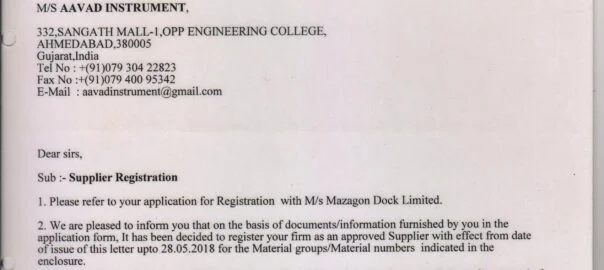 M/S AAVAD INSTRUMENT,
332,SANGATH MALL-1,OPP ENGINEERING COLLEGE,
AHMEDABAD,380005
Gujarat,India
Tel No : +(91)079 304 22823
Fax No :+(91)079 400 95342
E-Mail : aavadinstrument@gmail.com
Dear sirs,
Sub :- Supplier Registration
1. Please refer to your application for Registration with M/s Mazagon Dock Limited.
2. We are pleased to inform you that on the basis of documents/information furnished by you in the
application form, It has been decided to register your firm as an approved Supplier with effect from date
of issue of this letter upto 28.05.2018 for the Material groups/Material numbers indicated in the
enclosure.